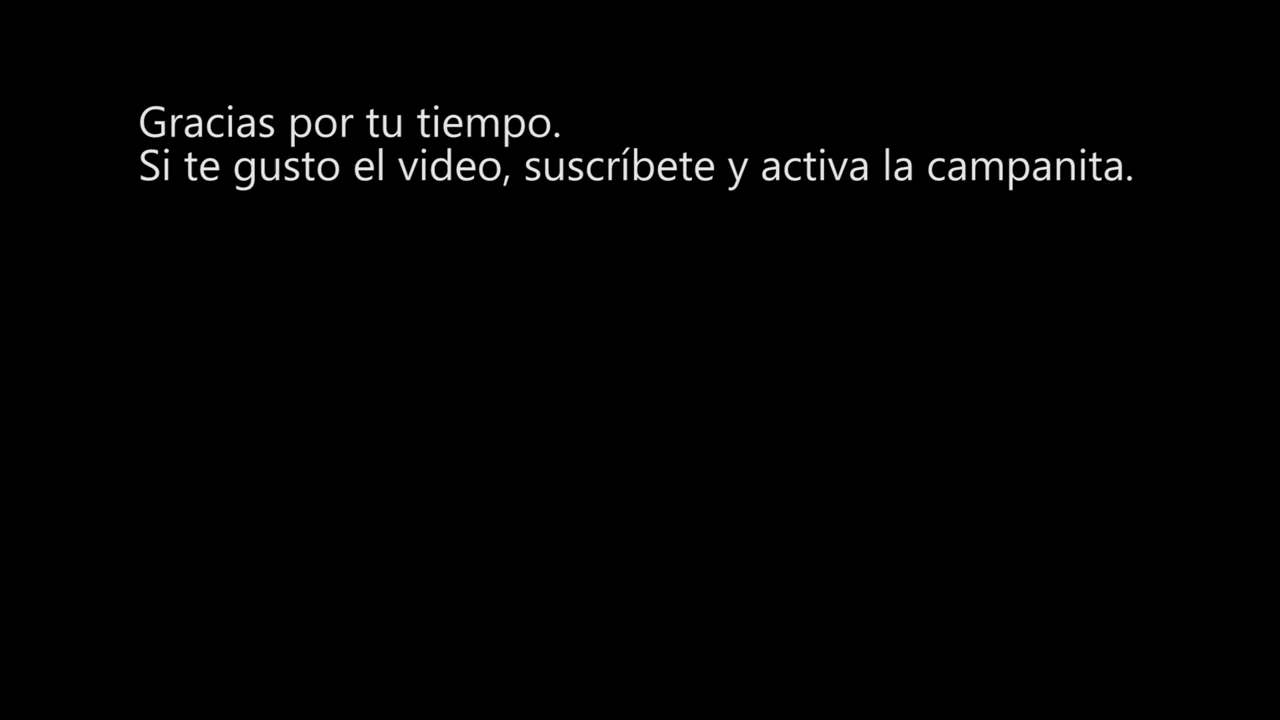 Gracias por tu tiempo.
Si te gusto el video, suscríbete y activa la campanita.